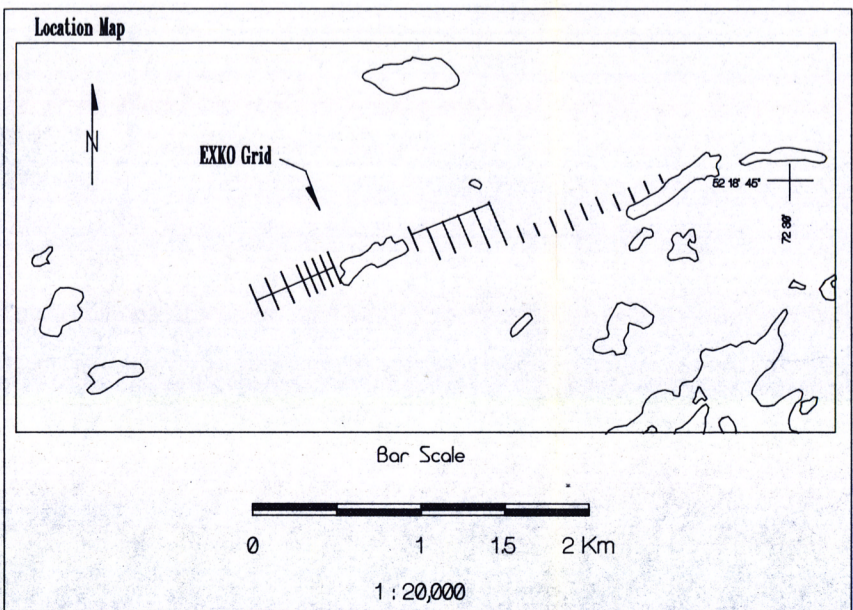 Location Map
N
EXKO Grid
52 18' 45"
72 30'
Bar Scale
0 1 1.5 2 Km
1 : 20,000